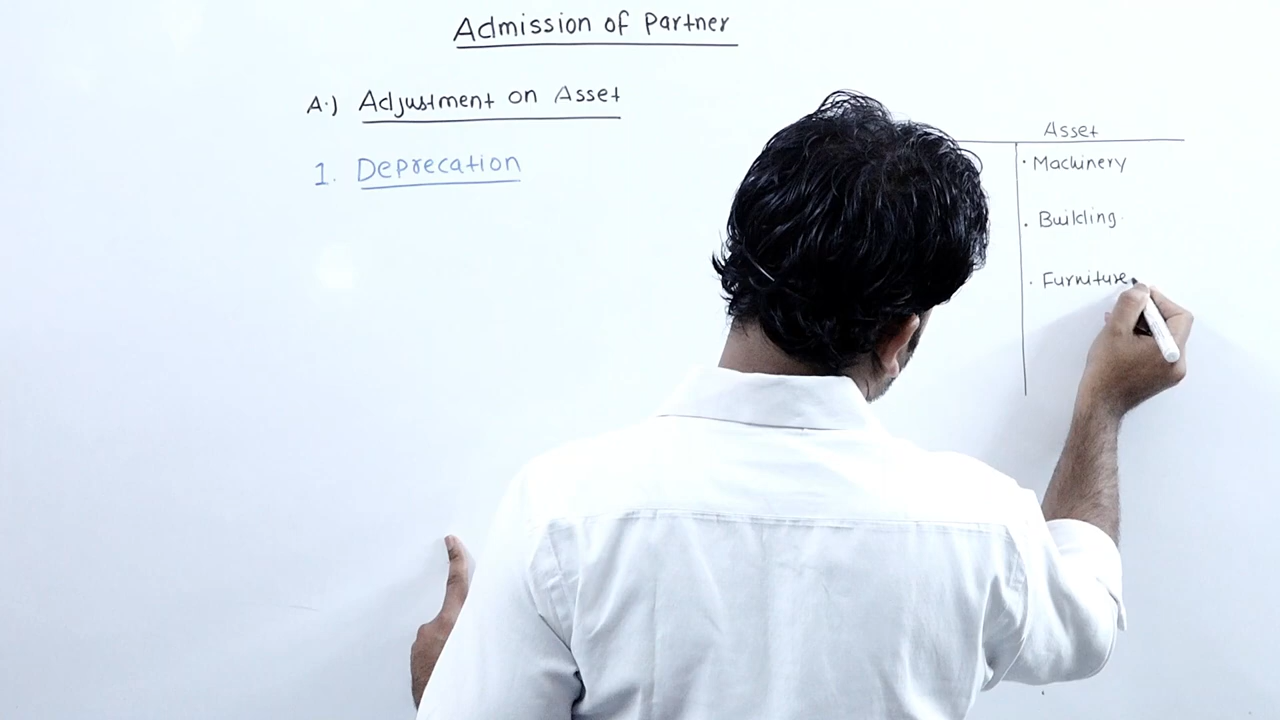 Admission of Partner
A.) Adjustment on Asset
1. Deprecation
Asset
· Machinery
· Building
· Furniture